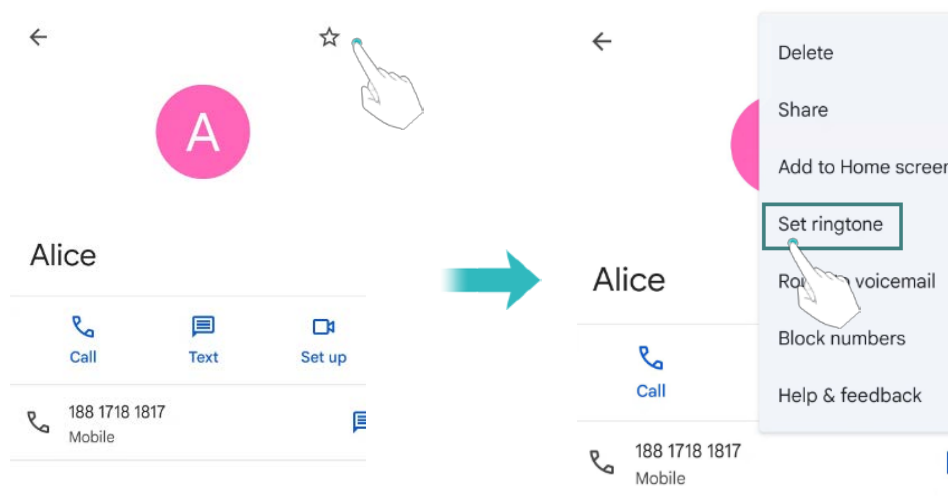 A
Alice
Call
Text
Set up
188 1718 1817
Mobile
Delete
Share
Add to Home screen
Set ringtone
voicemail
Block numbers
Help & feedback
Alice
Call
188 1718 1817
Mobile